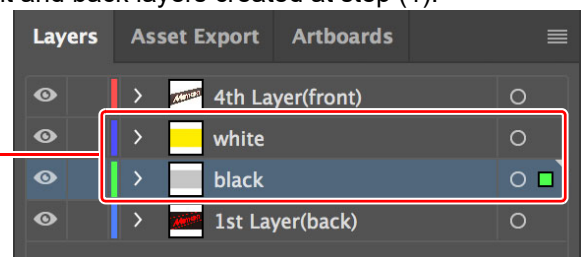 t and back layers created at step (1).
Layers Asset Export Artboards
4th Layer(front)
white
black
1st Layer(back)